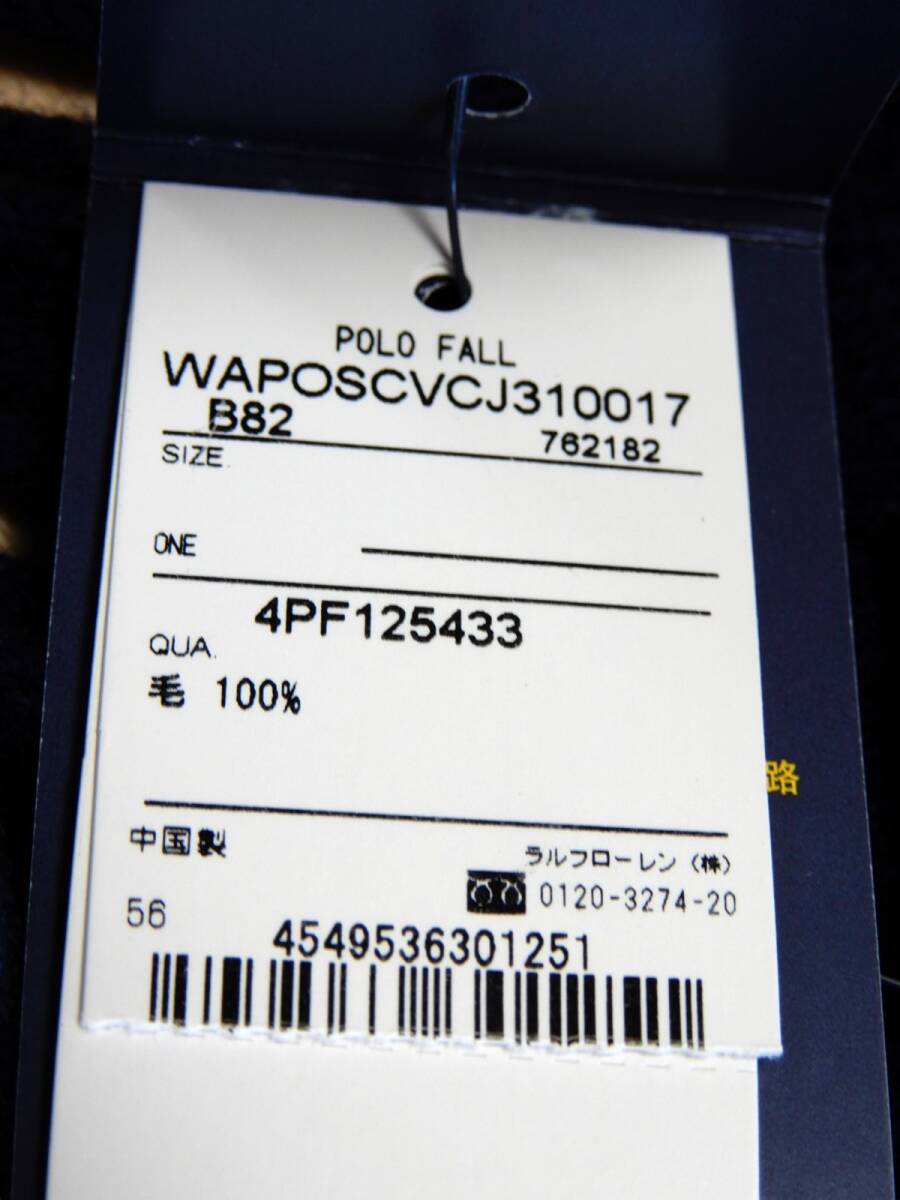 POLO FALL
WAPOSCVCJ310017
B82 762182
SIZE
ONE
4PF125433
QUA.
毛 100%
路
中国製
ラルフローレン (株)
0120-3274-20
56
4549536301251